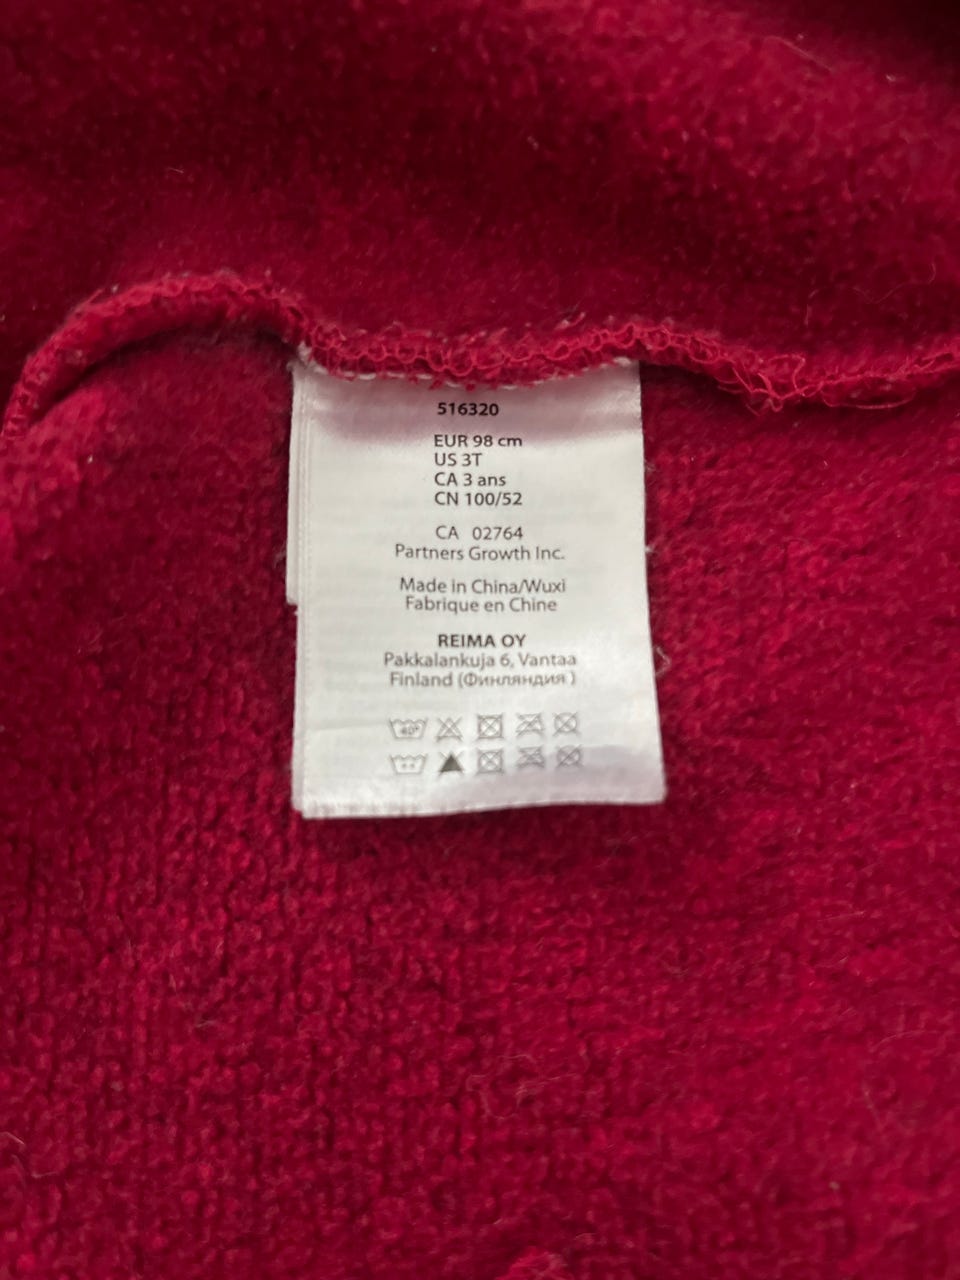 516320
EUR 98 cm
US 3T
CA 3 ans
CN 100/52
CA 02764
Partners Growth Inc.
Made in China/Wuxi
Fabrique en Chine
REIMA OY
Pakkalankuja 6, Vantaa
Finland (Финляндия )
40°